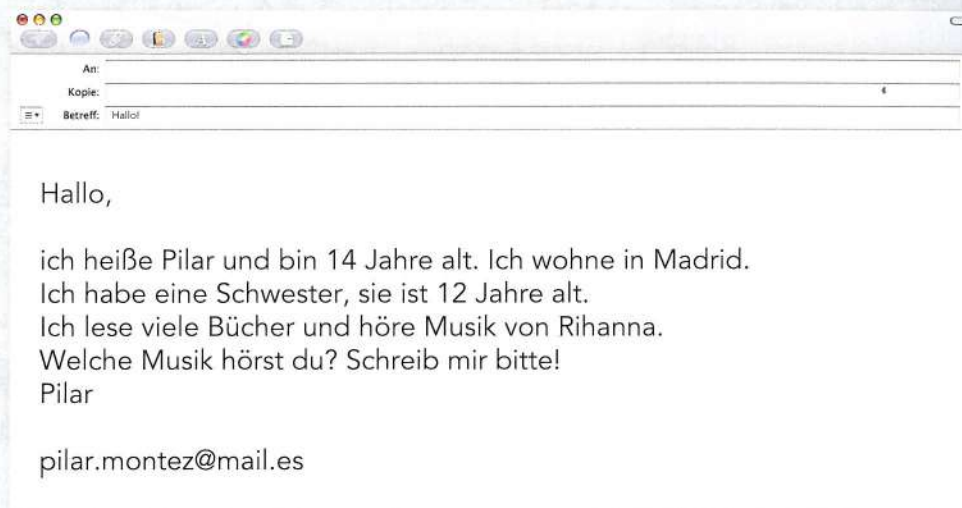 An:
Kopie:
Betreff: Hallo!
Hallo,
ich heiße Pilar und bin 14 Jahre alt. Ich wohne in Madrid.
Ich habe eine Schwester, sie ist 12 Jahre alt.
Ich lese viele Bücher und höre Musik von Rihanna.
Welche Musik hörst du? Schreib mir bitte!
Pilar
pilar.montez@mail.es